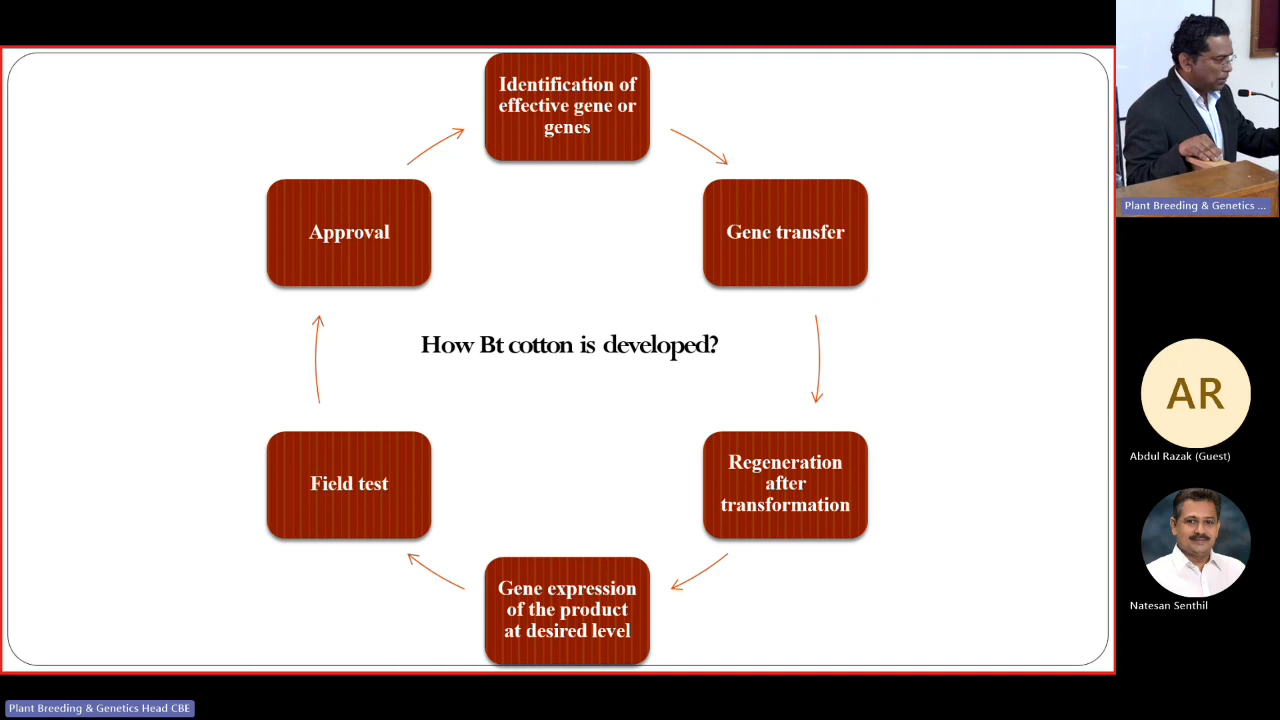 Identification of
effective gene or
genes
Approval
Gene transfer
How Bt cotton is developed?
Field test
Regeneration
after
transformation
Gene expression
of the product
at desired level
Plant Breeding & Genetics ...
AR
Abdul Razak (Guest)
Natesan Senthil
Plant Breeding & Genetics Head CBE